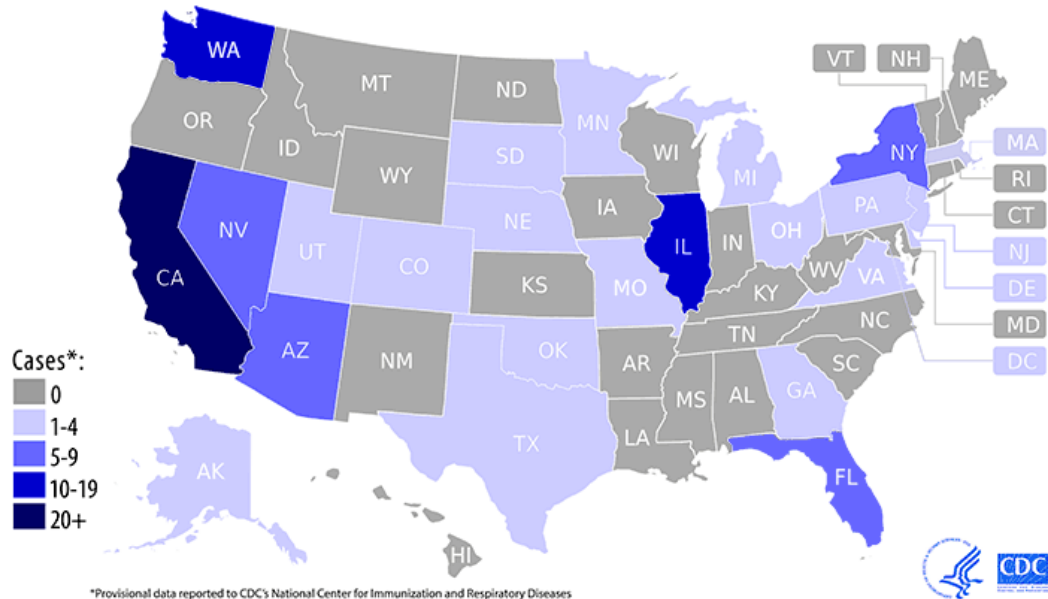 WA
MT
ND
MN
VT
NH
ME
OR
ID
SD
WI
MI
NY
MA
WY
RI
NV
UT
CO
NE
IA
IL
IN
OH
PA
CT
NJ
CA
KS
MO
KY
WV
VA
DE
MD
AZ
NM
OK
AR
TN
NC
SC
DC
TX
LA
MS
AL
GA
FL
AK
HI
Cases*:
0
1-4
5-9
10-19
20+
CDC
*Provisional data reported to CDC's National Center for Immunization and Respiratory Diseases